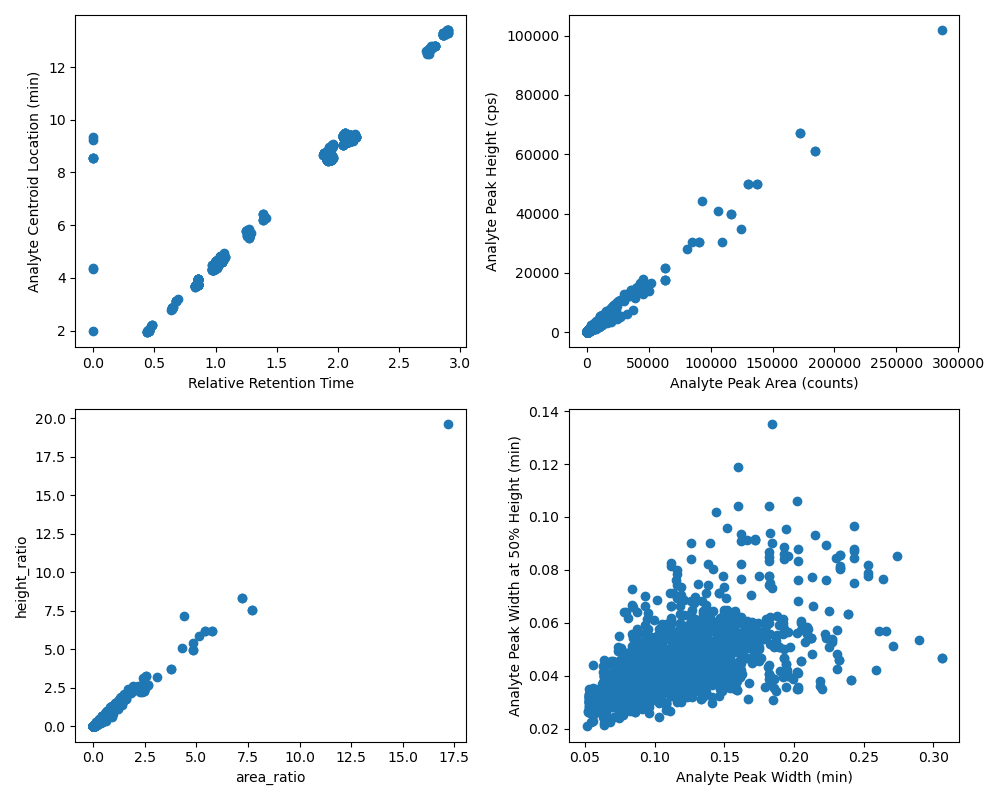 12
10
8
6
4
2
Analyte Centroid Location (min)
0.0 0.5 1.0 1.5 2.0 2.5 3.0
Relative Retention Time
100000
80000
60000
40000
20000
0
Analyte Peak Height (cps)
0 50000 100000 150000 200000 250000 300000
Analyte Peak Area (counts)
20.0
17.5
15.0
12.5
10.0
7.5
5.0
2.5
0.0
height_ratio
0.0 2.5 5.0 7.5 10.0 12.5 15.0 17.5
area_ratio
0.14
0.12
0.10
0.08
0.06
0.04
0.02
Analyte Peak Width at 50% Height (min)
0.05 0.10 0.15 0.20 0.25 0.30
Analyte Peak Width (min)